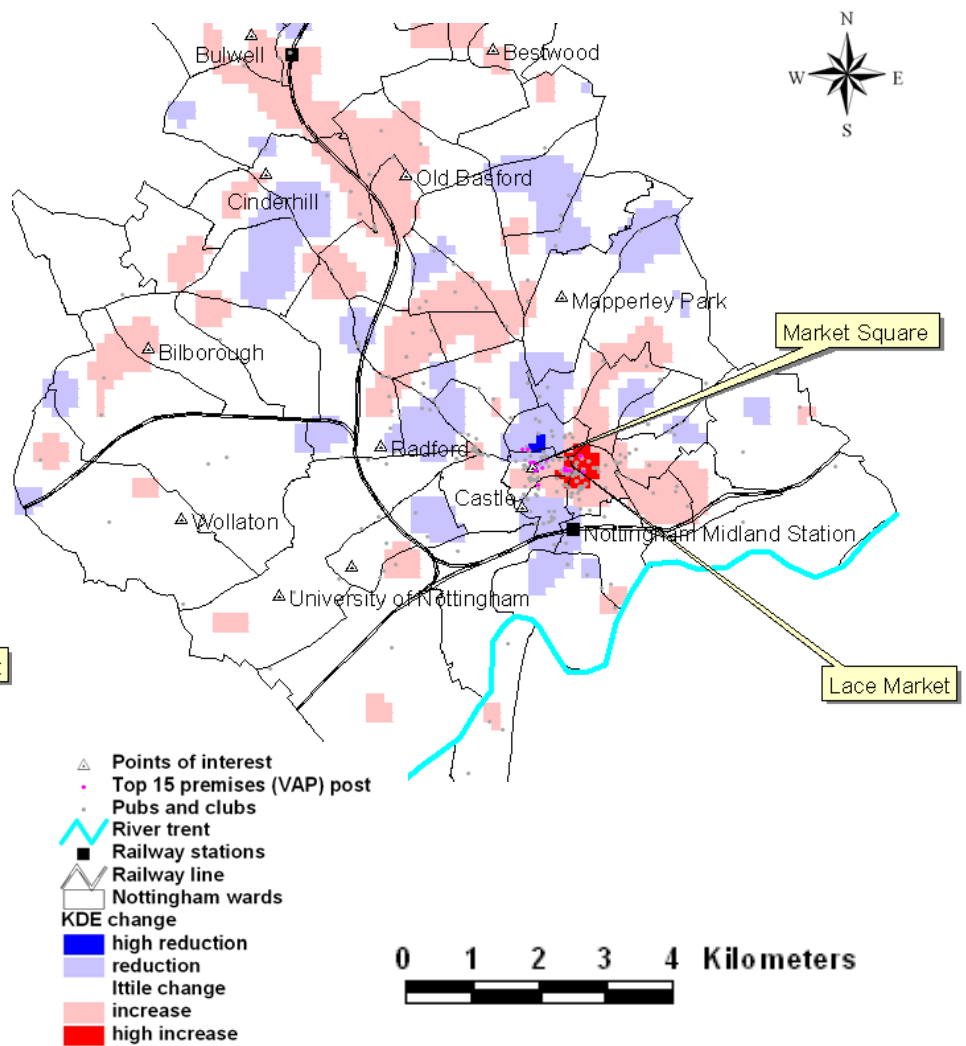 N
Bulwell
Bestwood
W E
S
Old Basford
Cinderhill
Mapperley Park
Market Square
Bilborough
Radford
Castle
Wollaton
Nottingham Midland Station
University of Nottingham
Lace Market
Points of interest
Top 15 premises (VAP) post
Pubs and clubs
River trent
Railway stations
Railway line
Nottingham wards
KDE change
high reduction
reduction
lttile change
increase
high increase
0 1 2 3 4 Kilometers